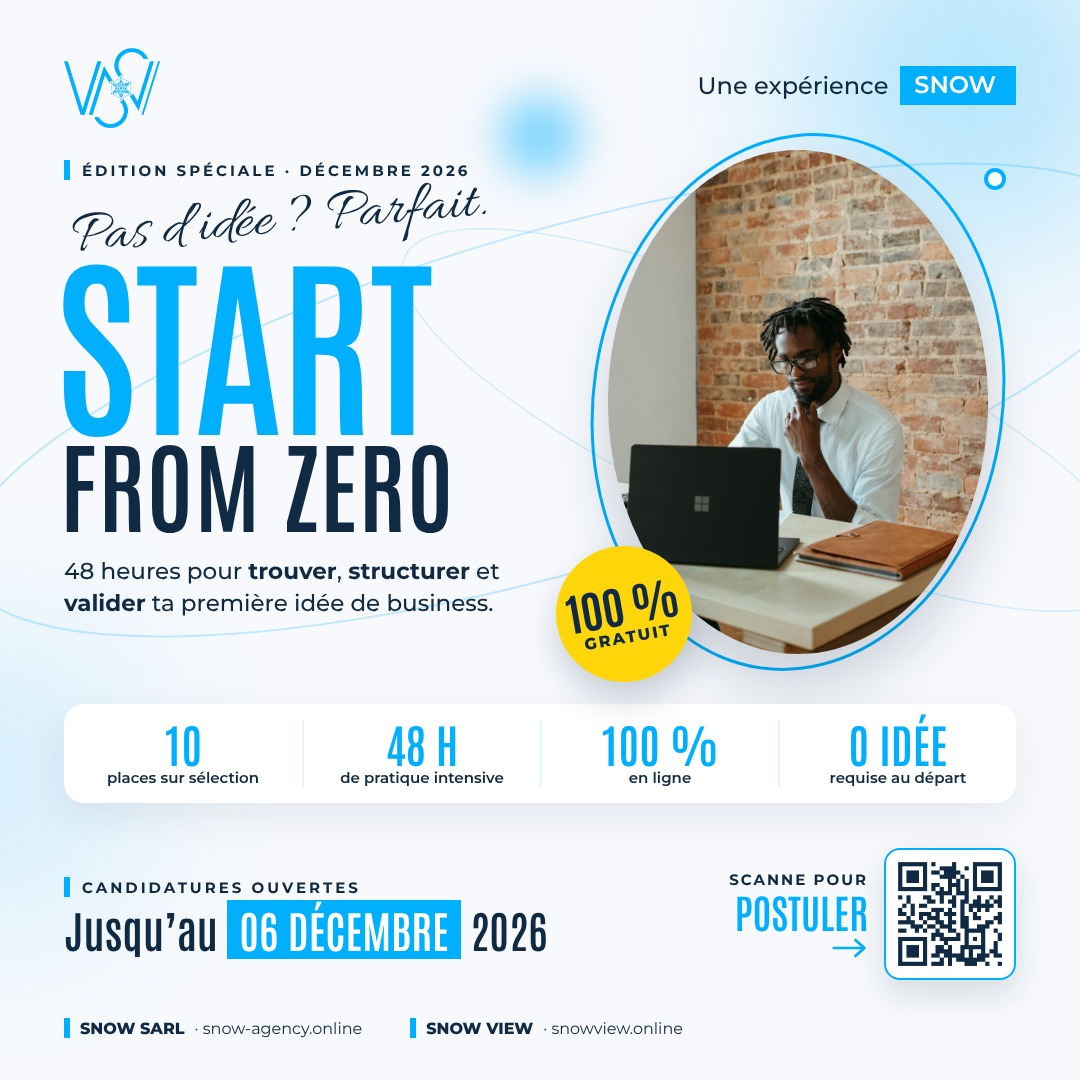 Une expérience SNOW
ÉDITION SPÉCIALE · DÉCEMBRE 2026
Pas d'idée ? Parfait.
START
FROM ZERO
48 heures pour trouver, structurer et
valider ta première idée de business.
100 %
GRATUIT
10
places sur sélection
48 H
de pratique intensive
100 %
en ligne
0 IDÉE
requise au départ
CANDIDATURES OUVERTES
Jusqu’au 06 DÉCEMBRE 2026
SCANNE POUR
POSTULER
→
SNOW SARL · snow-agency.online
SNOW VIEW · snowview.online